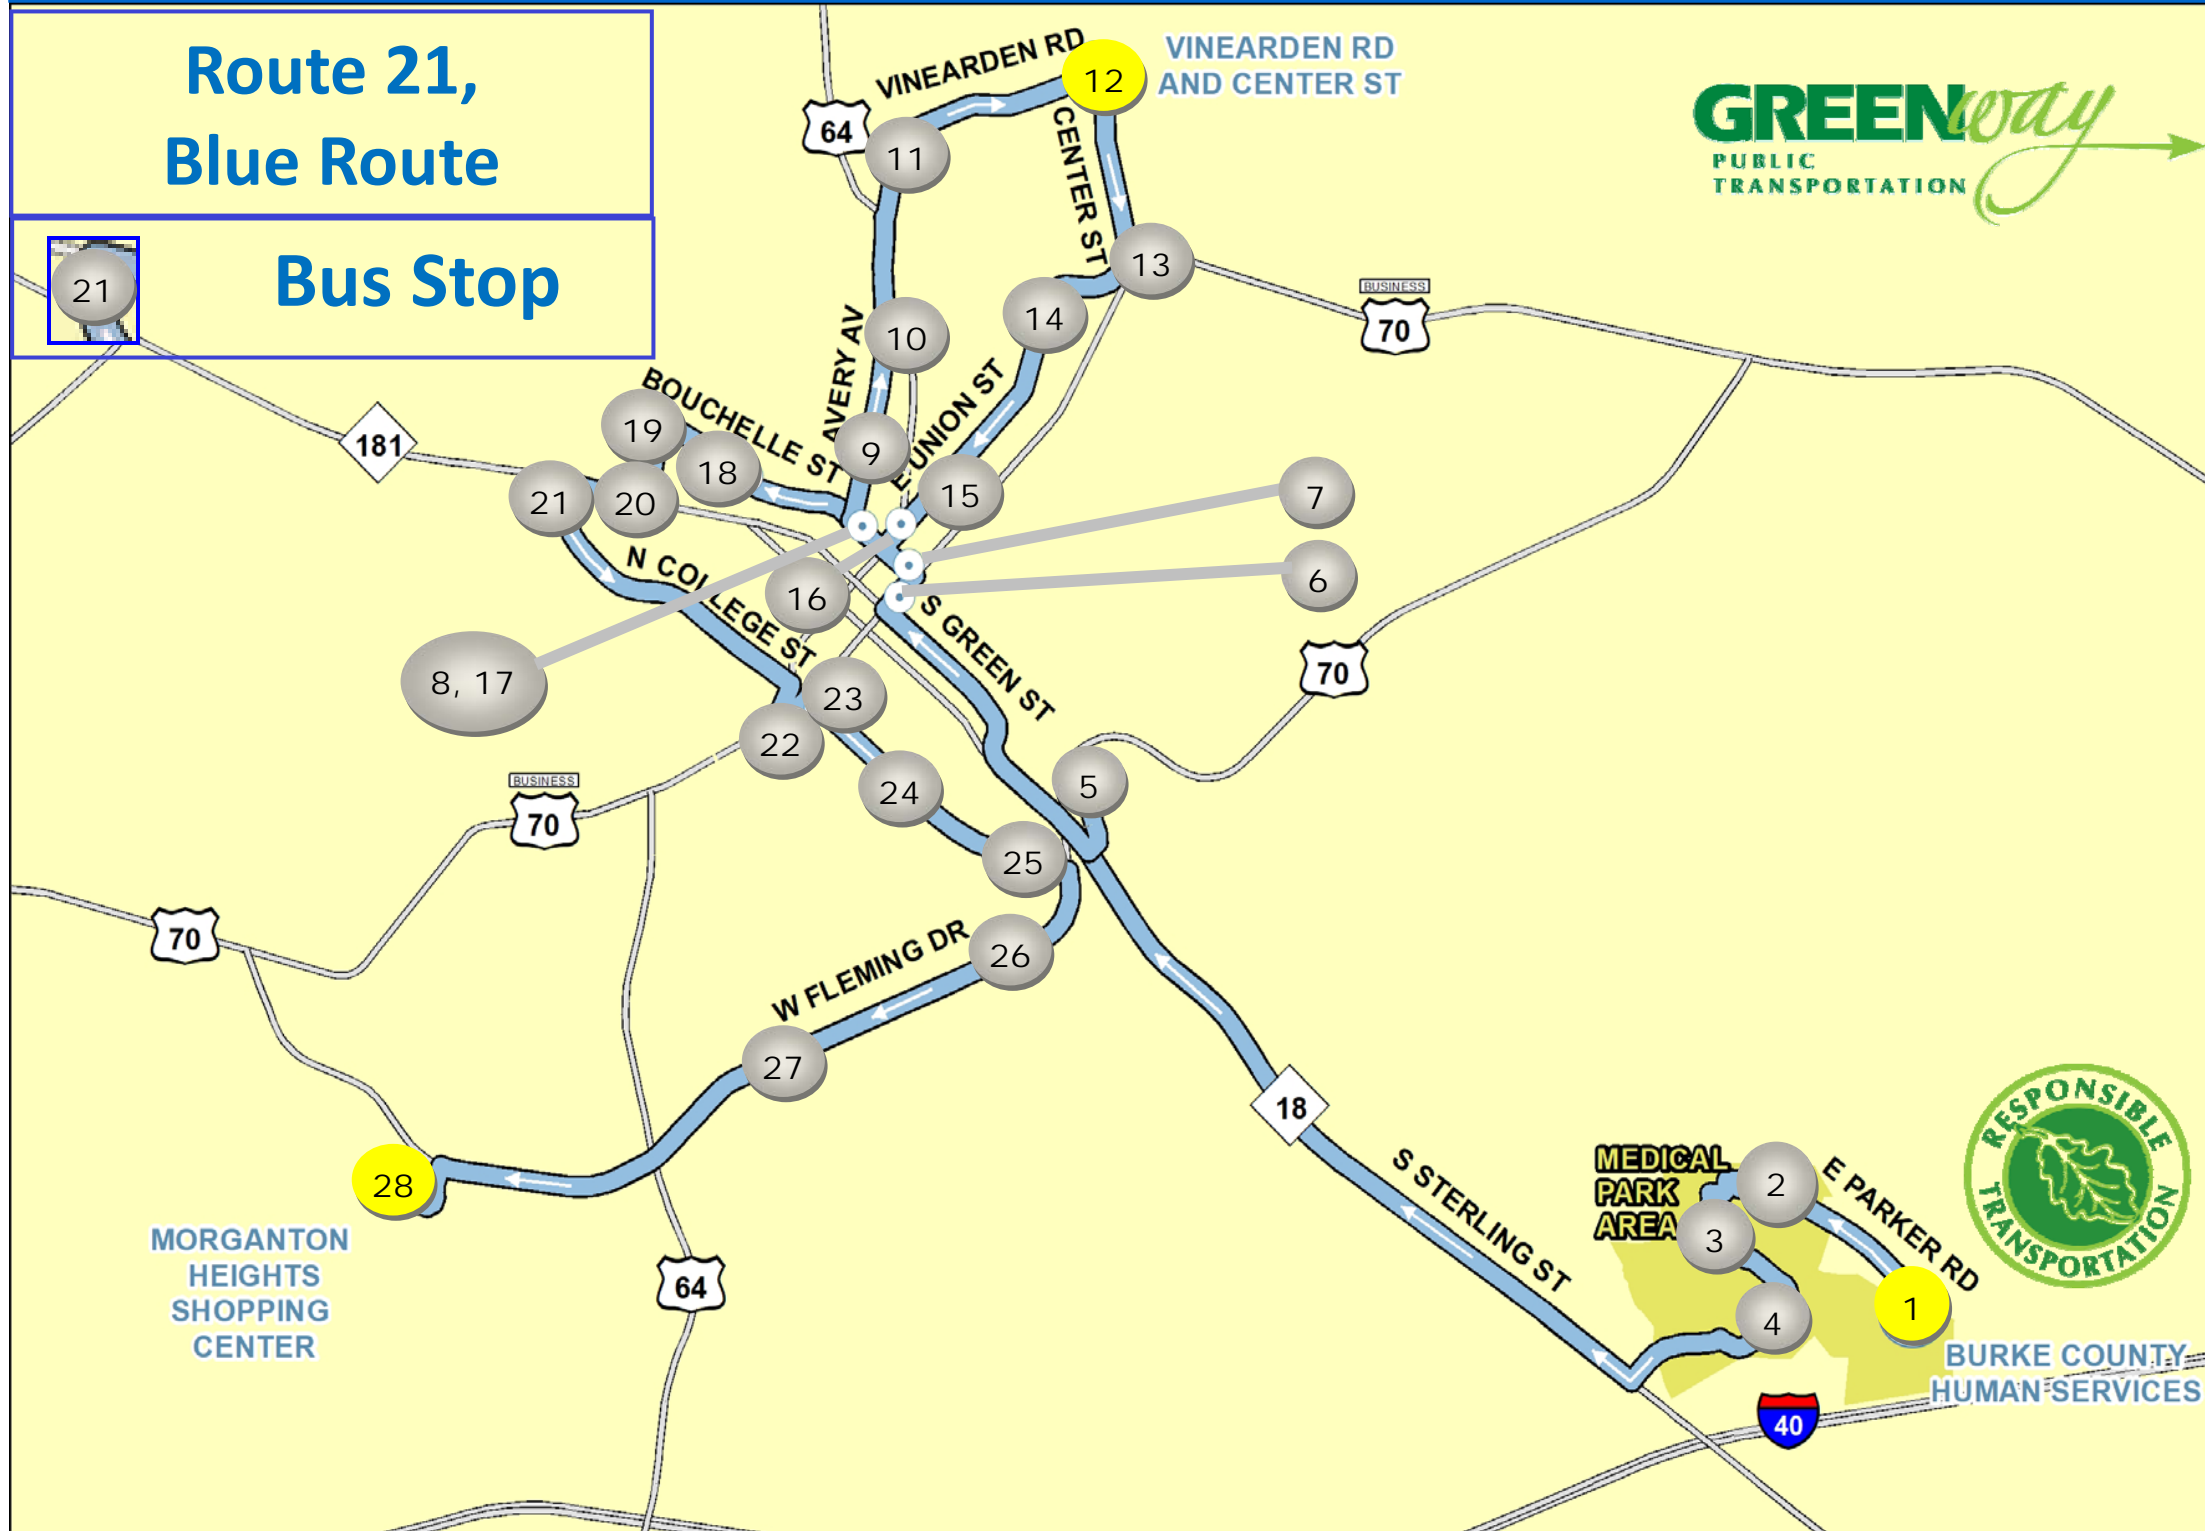 Route 21,
Blue Route
21
Bus Stop
VINEARDEN RD
12
VINEARDEN RD
AND CENTER ST
GREENway
PUBLIC
TRANSPORTATION
64
11
CENTER ST
13
BUSINESS
70
14
10
AVERY AV
E UNION ST
BOUCHELLE ST
19
181
18
9
15
7
21
20
N COLLEGE ST
16
6
S GREEN ST
8, 17
70
23
22
5
BUSINESS
70
24
25
70
W FLEMING DR
26
27
18
28
S STERLING ST
MEDICAL
PARK
AREA
2
E PARKER RD
3
4
1
RESPONSIBLE
TRANSPORTATION
MORGANTON
HEIGHTS
SHOPPING
CENTER
64
BURKE COUNTY
HUMAN SERVICES
40